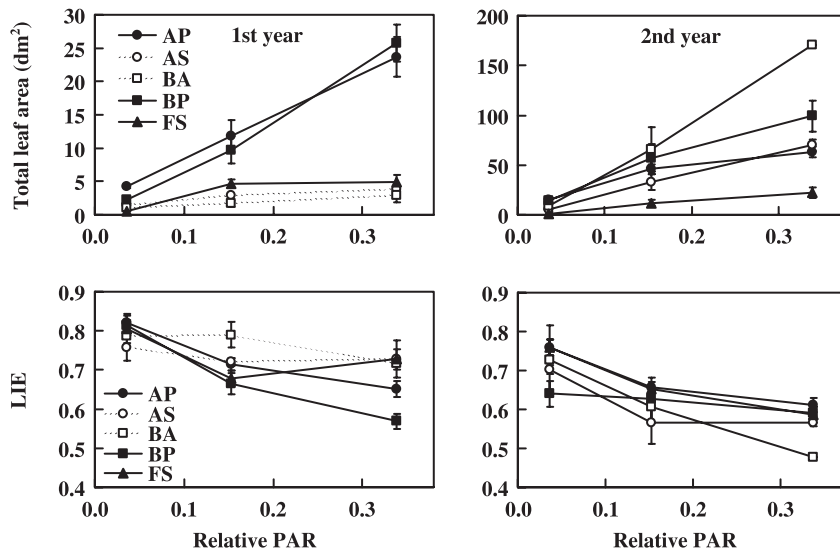 Total leaf area (dm²)
30
25
20
15
10
5
0
1st year
AP
AS
BA
BP
FS
0.0 0.1 0.2 0.3
200
150
100
50
0
2nd year
0.0 0.1 0.2 0.3
LIE
0.9
0.8
0.7
0.6
0.5
0.4
AP
AS
BA
BP
FS
0.0 0.1 0.2 0.3
Relative PAR
0.9
0.8
0.7
0.6
0.5
0.4
0.0 0.1 0.2 0.3
Relative PAR